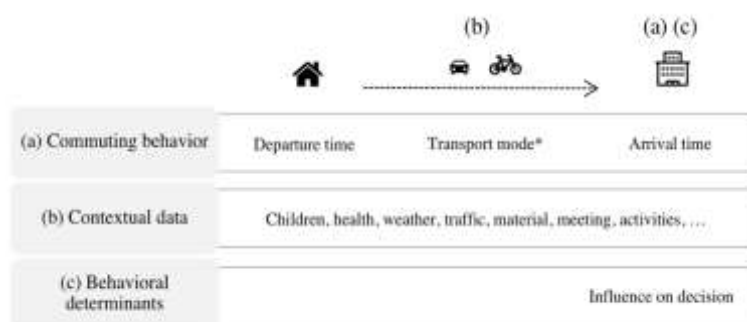 (b) (a) (c)
(a) Commuting behavior Departure time Transport mode* Arrival time
(b) Contextual data Children, health, weather, traffic, material, meeting, activities, …
(c) Behavioral
determinants
Influence on decision